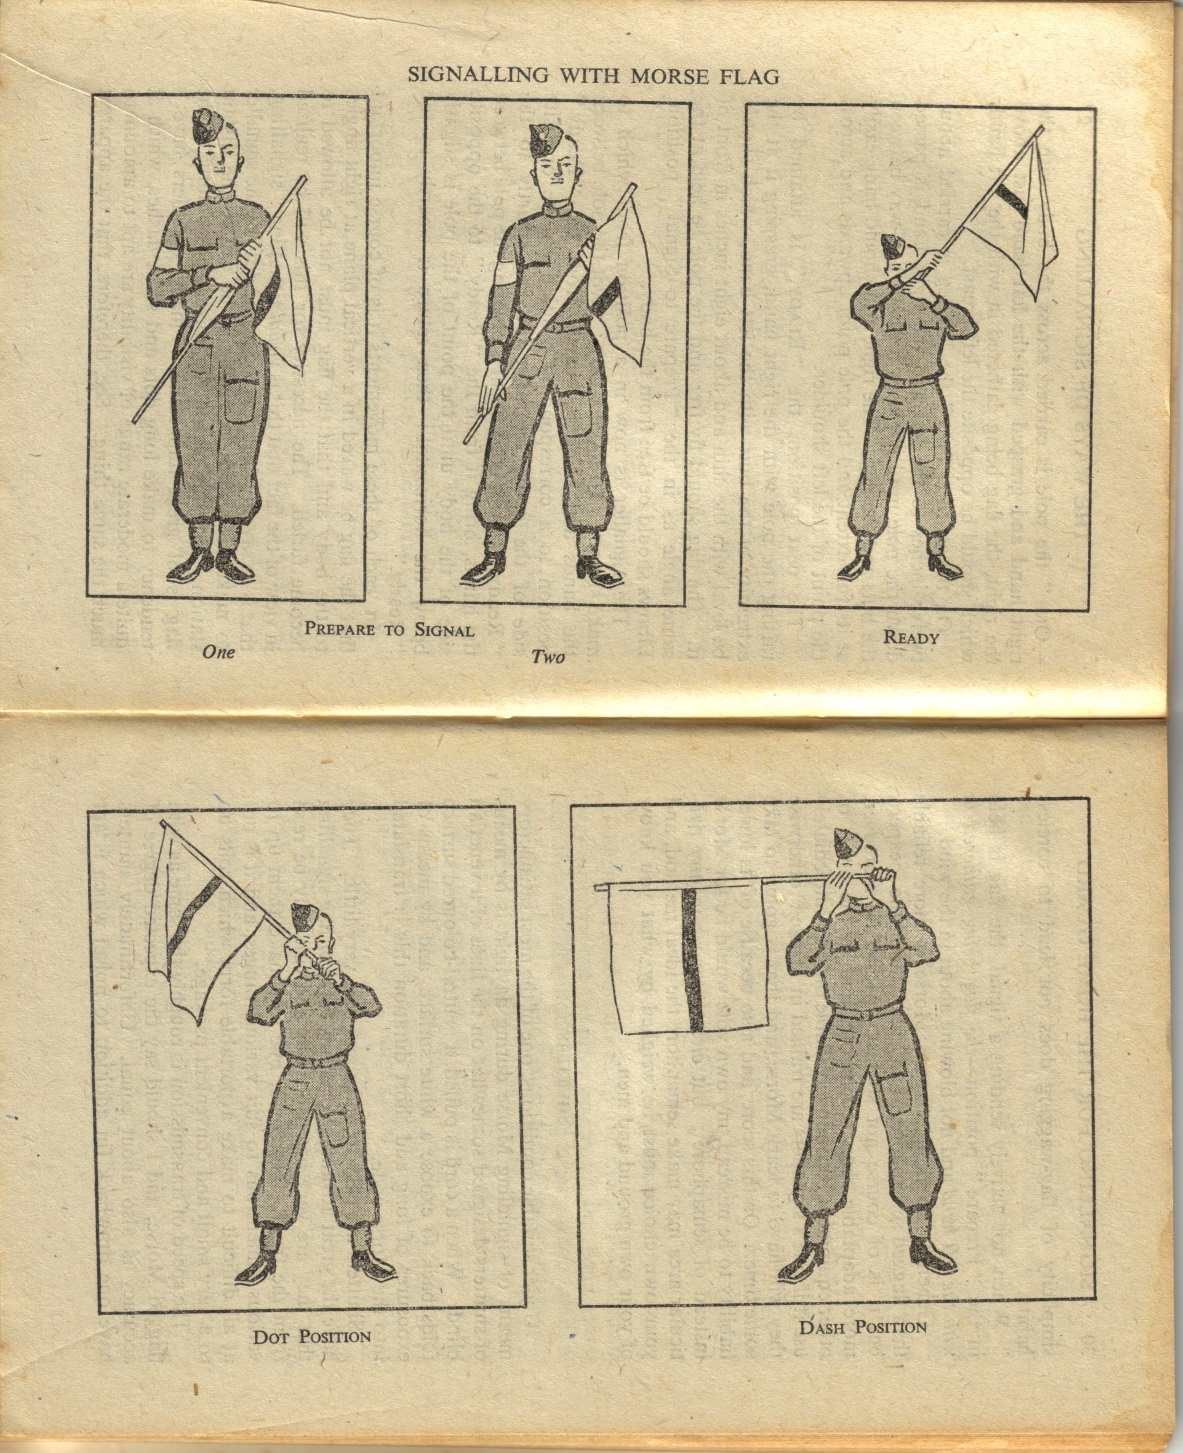 SIGNALLING WITH MORSE FLAG
PREPARE TO SIGNAL
One
Two
READY
DOT POSITION
DASH POSITION